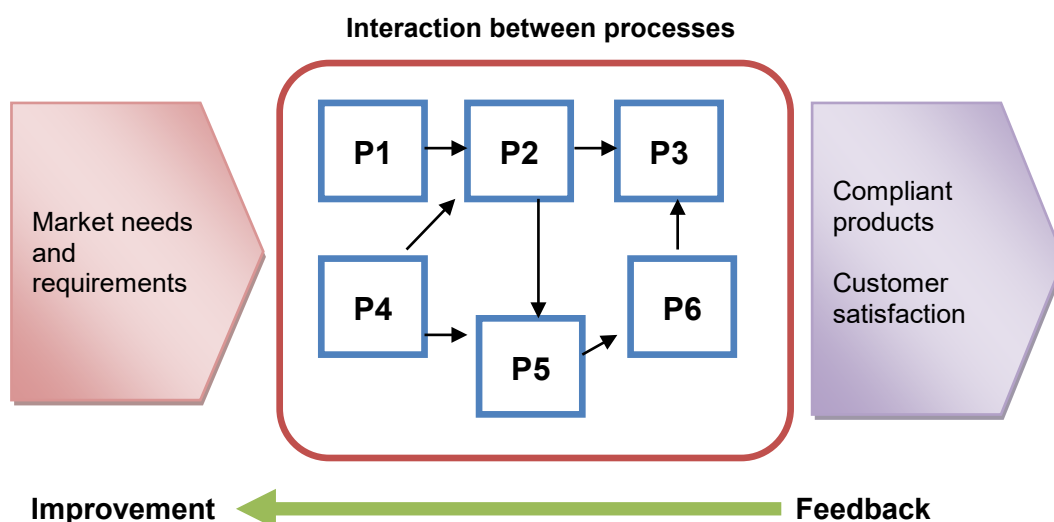 Interaction between processes
Market needs
and
requirements
P1
P2
P3
P4
P5
P6
Compliant
products
Customer
satisfaction
Improvement
Feedback